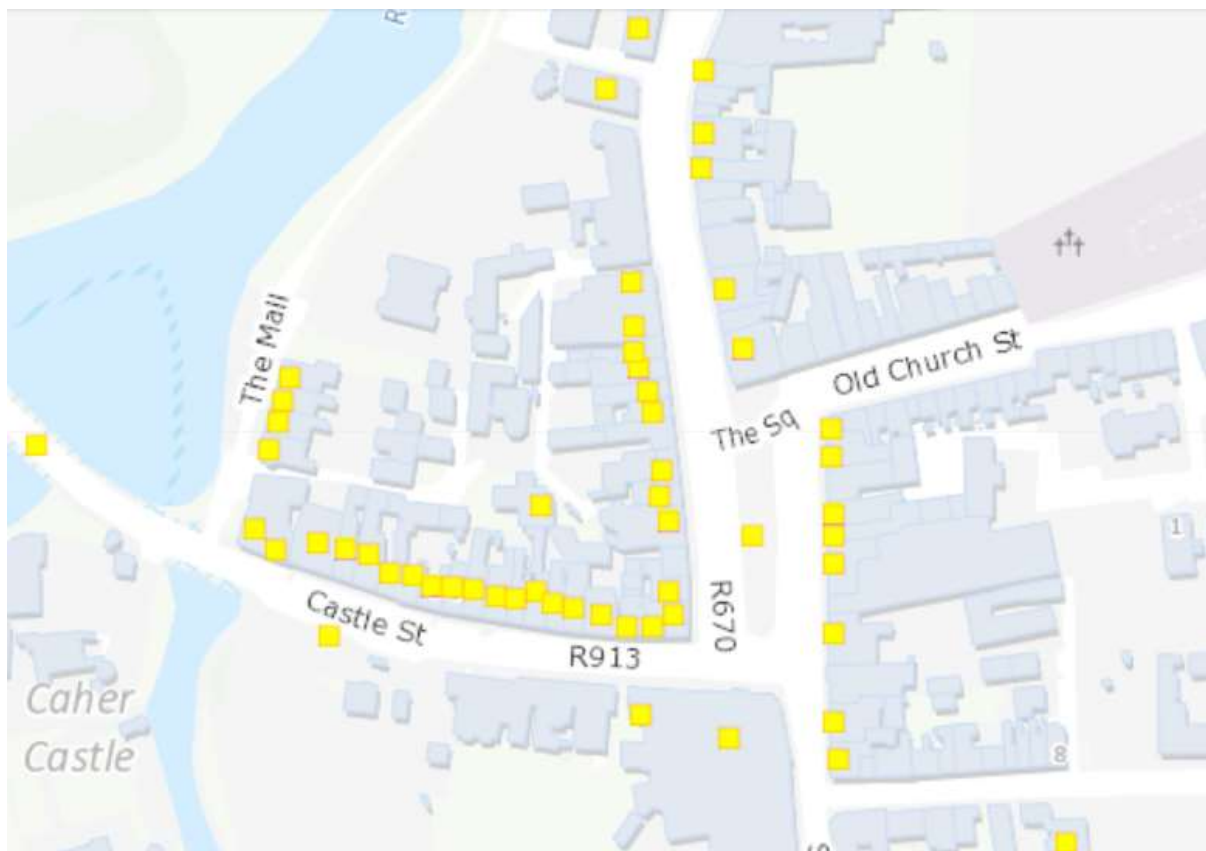 R
The Mall
Old Church St
The Sq
1
Castle St
R670
R913
Caher
Castle
8